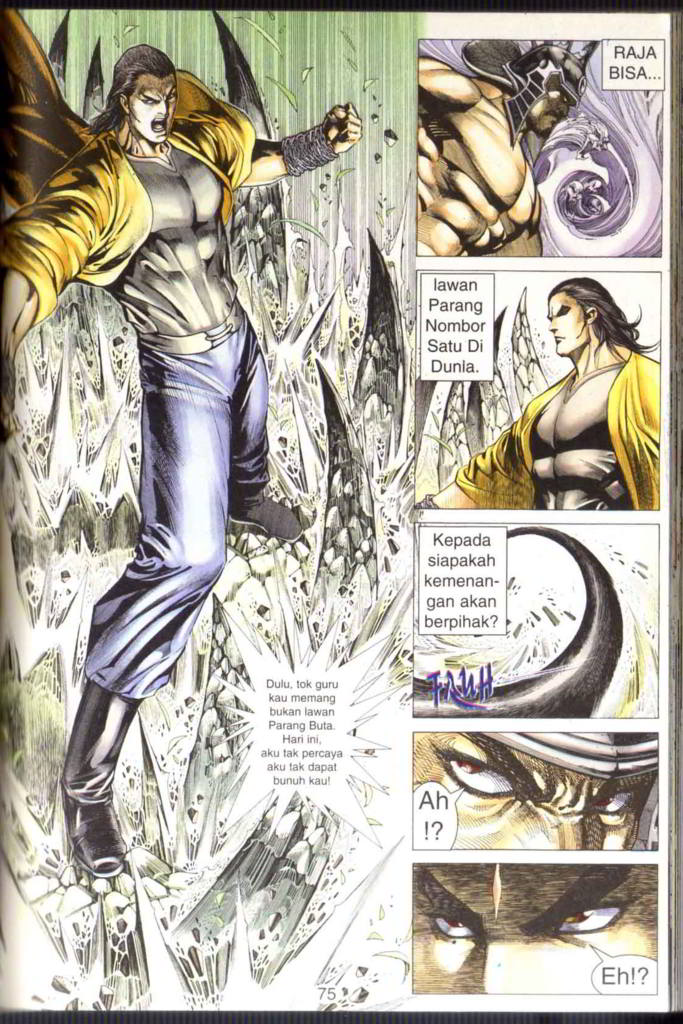 RAJA
BISA...
lawan
Parang
Nombor
Satu Di
Dunla.
Kepada
siapakah
kemenan-
gan akan
berpihak?
Dulu, tok guru
kau memang
bukan lawan
Parang Buta.
Hari ini,
aku tak percaya
aku tak dapat
bunuh kau!
Ah
!?
Eh!?
75